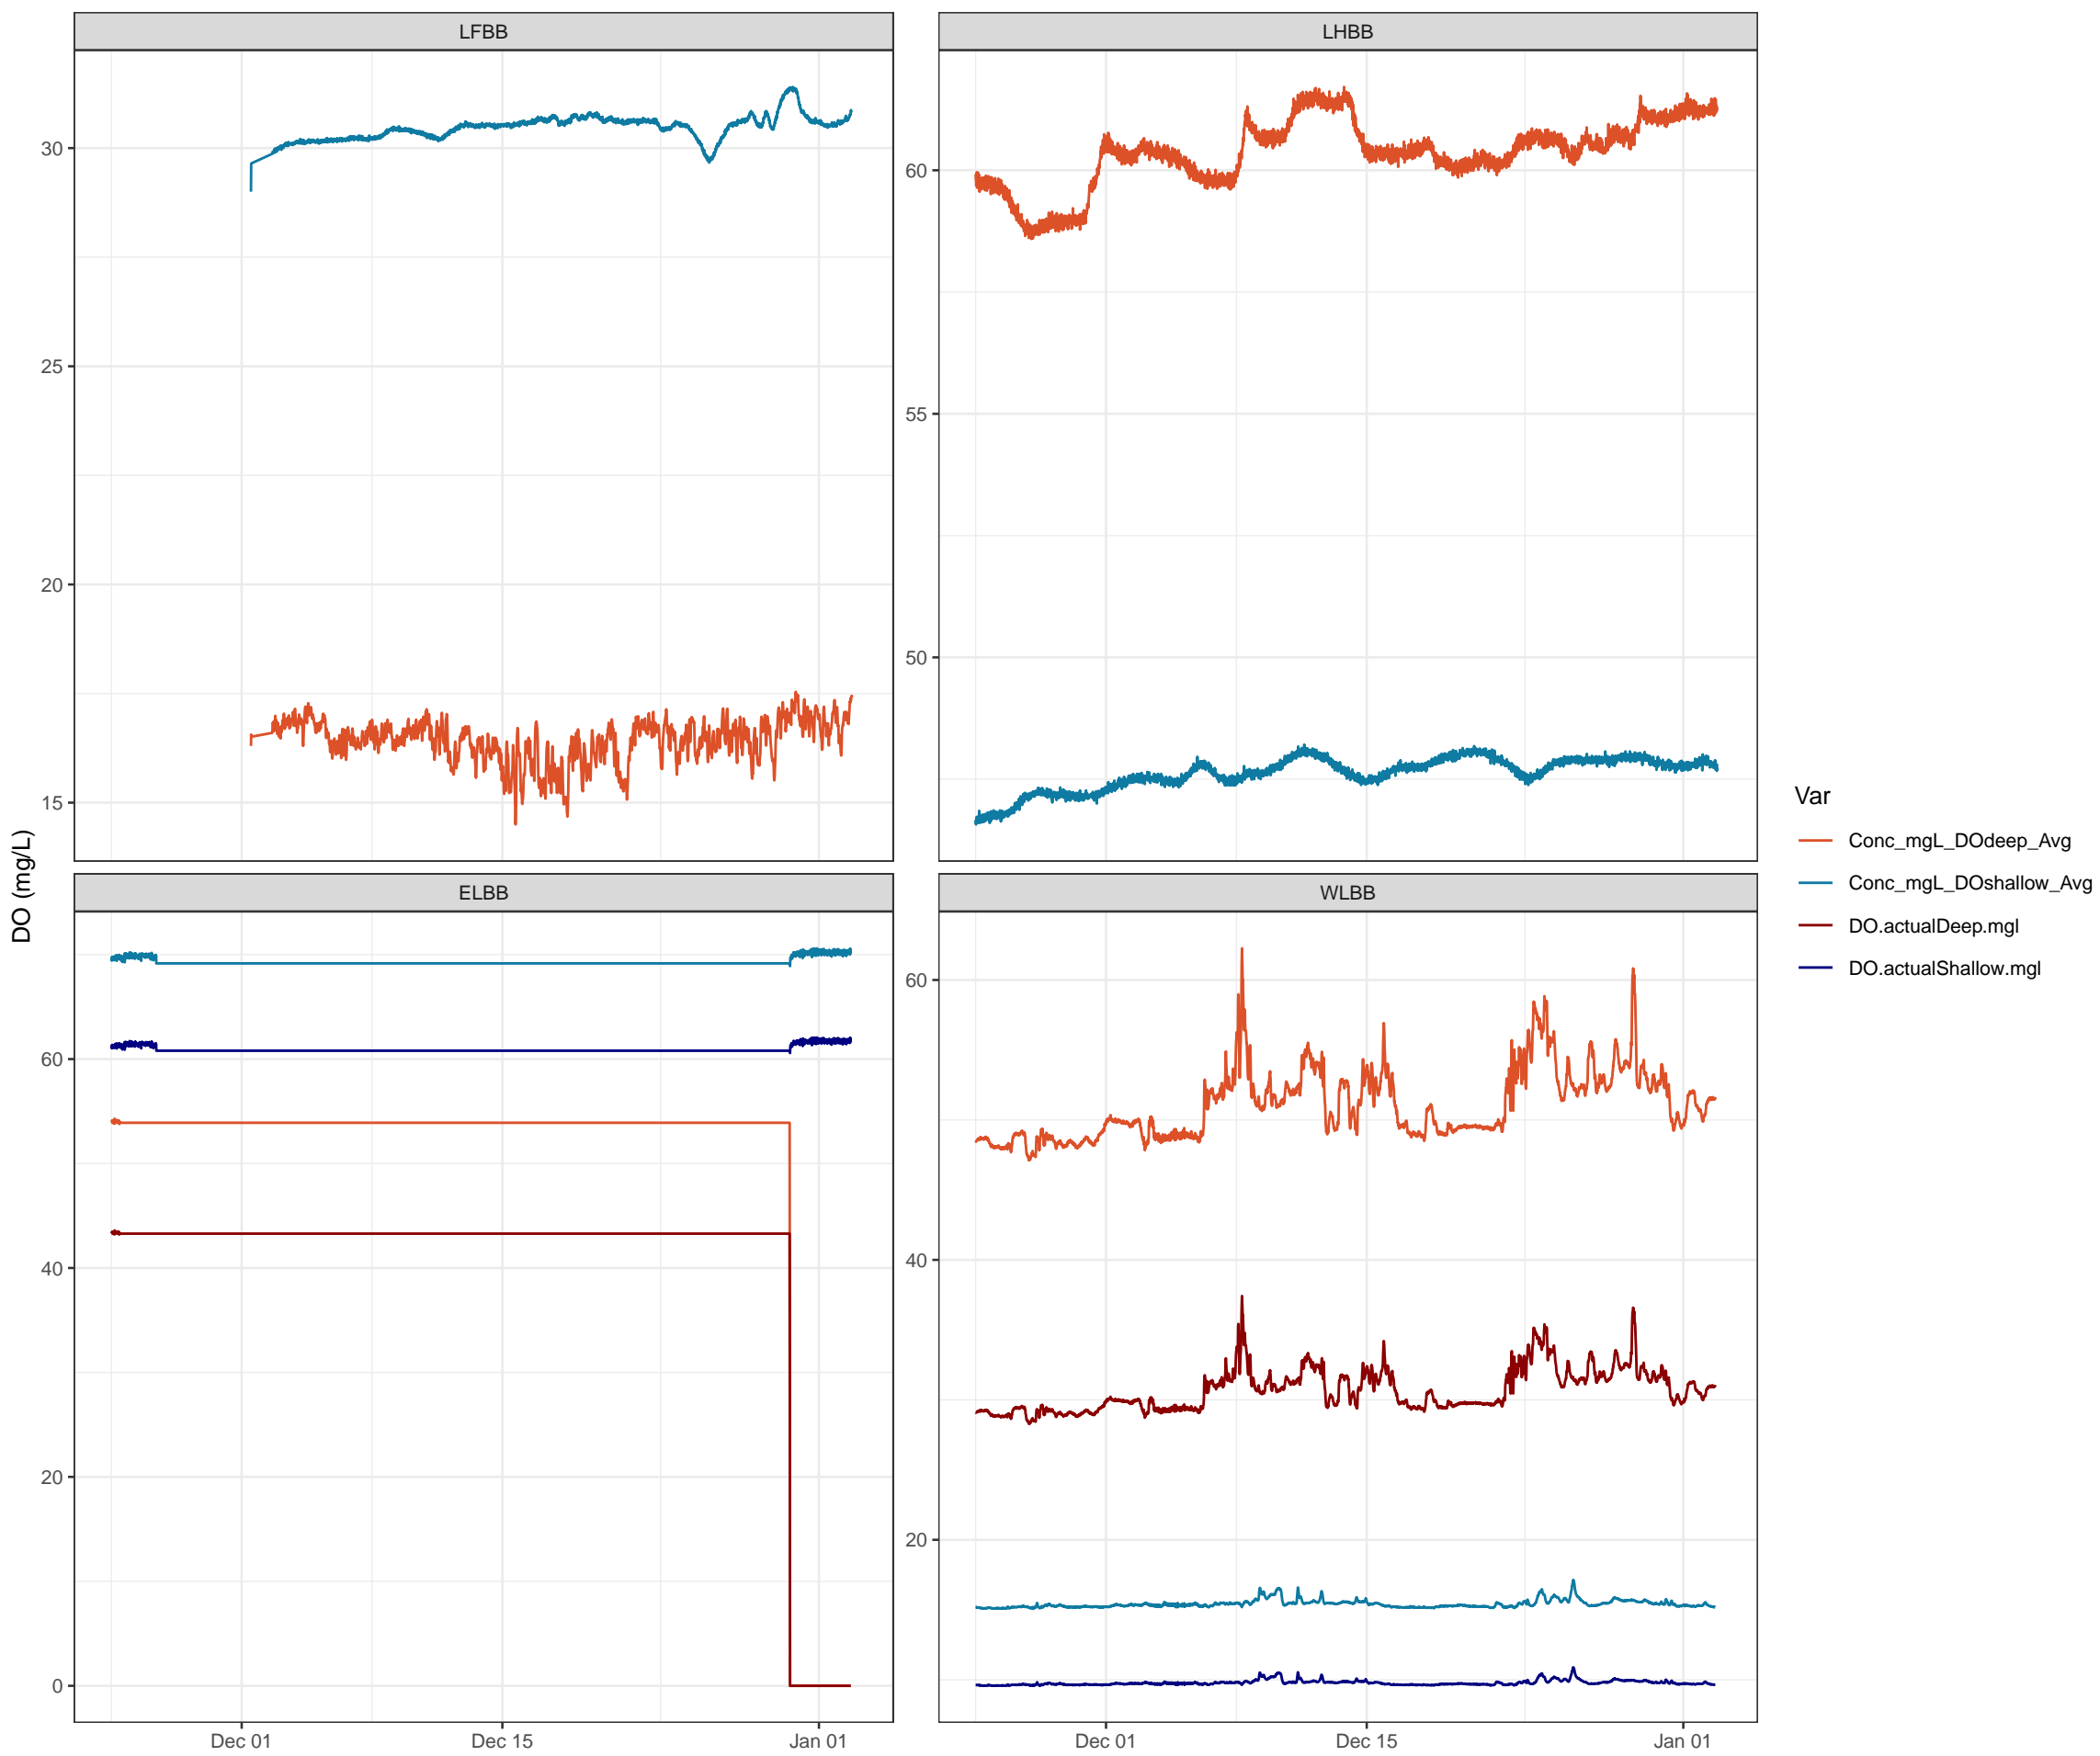 LFBB
LHBB
30
25
20
15
60
55
50
DO (mg/L)
ELBB
WLBB
60
40
20
0
60
40
20
Dec 01
Dec 15
Jan 01
Dec 01
Dec 15
Jan 01
Var
Conc_mgL_DOdeep_Avg
Conc_mgL_DOshallow_Avg
DO.actualDeep.mgl
DO.actualShallow.mgl